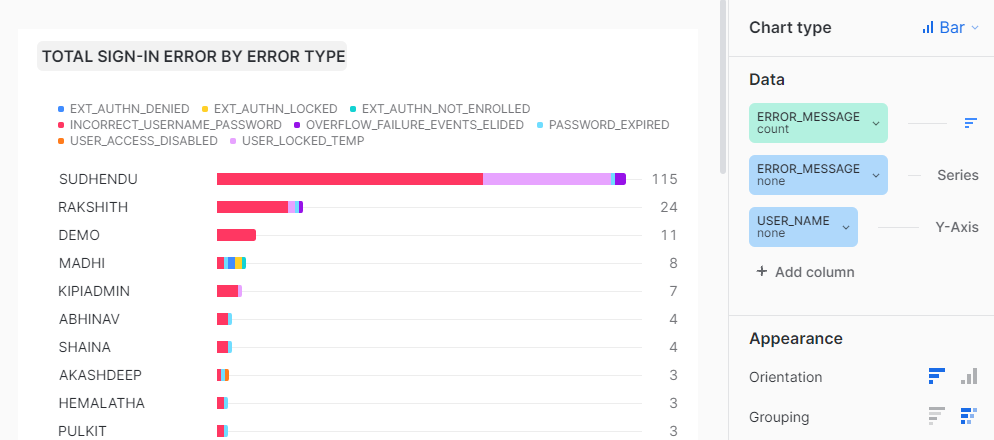 TOTAL SIGN-IN ERROR BY ERROR TYPE
EXT_AUTHN_DENIED EXT_AUTHN_LOCKED EXT_AUTHN_NOT_ENROLLED
INCORRECT_USERNAME_PASSWORD OVERFLOW_FAILURE_EVENTS_ELIDED PASSWORD_EXPIRED
USER_ACCESS_DISABLED USER_LOCKED_TEMP
SUDHENDU 115
RAKSHITH 24
DEMO 11
MADHI 8
KIPIADMIN 7
ABHINAV 4
SHAINA 4
AKASHDEEP 3
HEMALATHA 3
PULKIT 3
Chart type Bar
Data
ERROR_MESSAGE
count
ERROR_MESSAGE
none
Series
USER_NAME
none
Y-Axis
+ Add column
Appearance
Orientation
Grouping